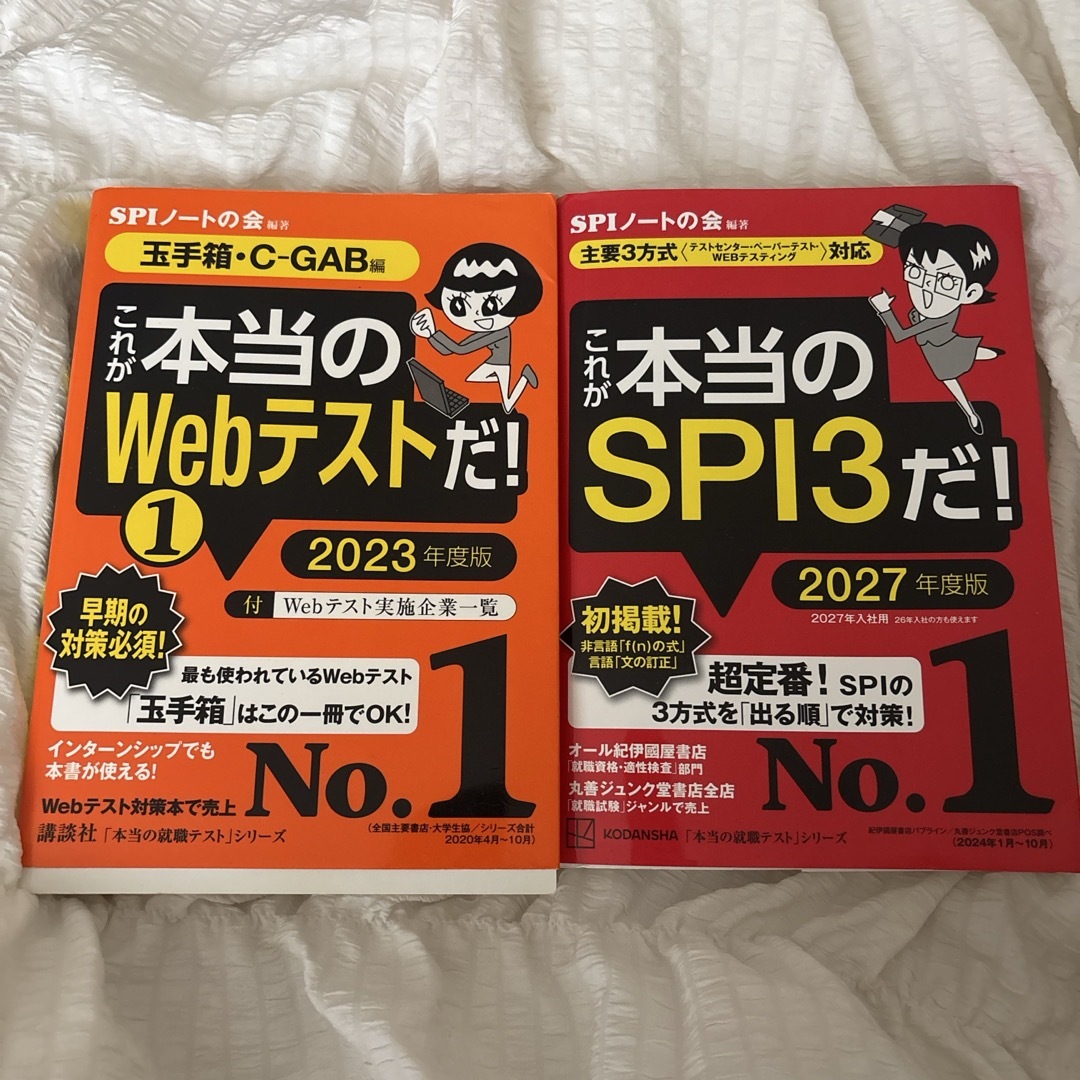 SPIノートの会 編著
玉手箱・C-GAB編
これが
本当の
Webテストだ!
1
2023年度版
付 Webテスト実施企業一覧
早期の
対策必須!
最も使われているWebテスト
「玉手箱」はこの一冊でOK!
インターンシップでも
本書が使える!
Webテスト対策本で売上
No.1
(全国主要書店・大学生協/シリーズ合計
2020年4月〜10月)
講談社「本当の就職テスト」シリーズ
SPIノートの会 編著
主要3方式〈テストセンター・ペーパーテスト
WEBテスティング〉対応
これが
本当の
SPI3だ!
2027年度版
2027年入社用 26年入社の方も使えます
初掲載!
非言語「f(n)の式」
言語「文の訂正」
超定番!SPIの
3方式を「出る順」で対策!
オール紀伊國屋書店
「就職資格・適性検査」部門
丸善ジュンク堂書店全店
「就職試験」ジャンルで売上
No.1
紀伊國屋書店パブライン/丸善ジュンク堂書店POS調べ
(2024年1月〜10月)
KODANSHA「本当の就職テスト」シリーズ